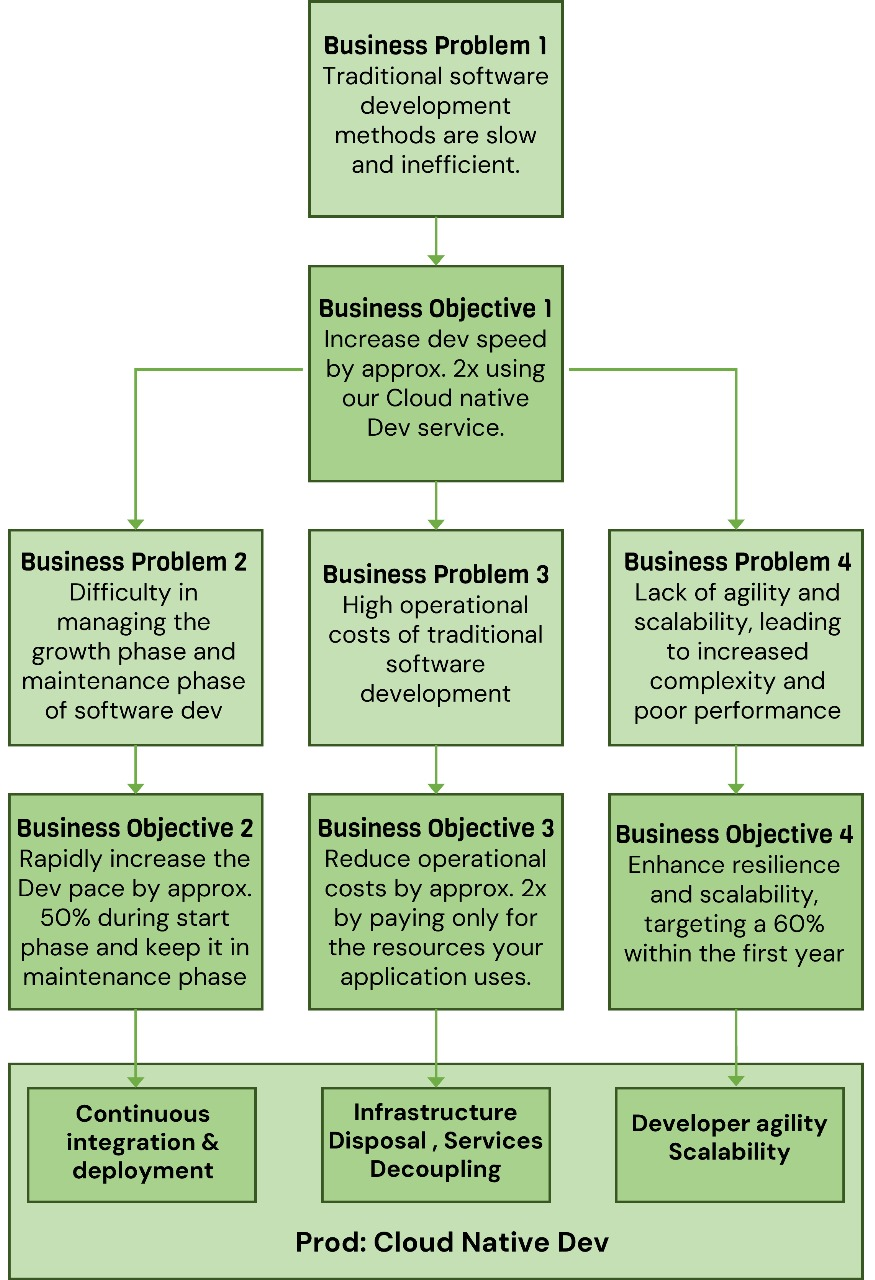 Business Problem 1
Traditional software
development
methods are slow
and inefficient.
Business Objective 1
Increase dev speed
by approx. 2x using
our Cloud native
Dev service.
Business Problem 2
Difficulty in
managing the
growth phase and
maintenance phase
of software dev
Business Problem 3
High operational
costs of traditional
software
development
Business Problem 4
Lack of agility and
scalability, leading
to increased
complexity and
poor performance
Business Objective 2
Rapidly increase the
Dev pace by approx.
50% during start
phase and keep it in
maintenance phase
Business Objective 3
Reduce operational
costs by approx. 2x
by paying only for
the resources your
application uses.
Business Objective 4
Enhance resilience
and scalability,
targeting a 60%
within the first year
Continuous
integration &
deployment
Infrastructure
Disposal , Services
Decoupling
Developer agility
Scalability
Prod: Cloud Native Dev